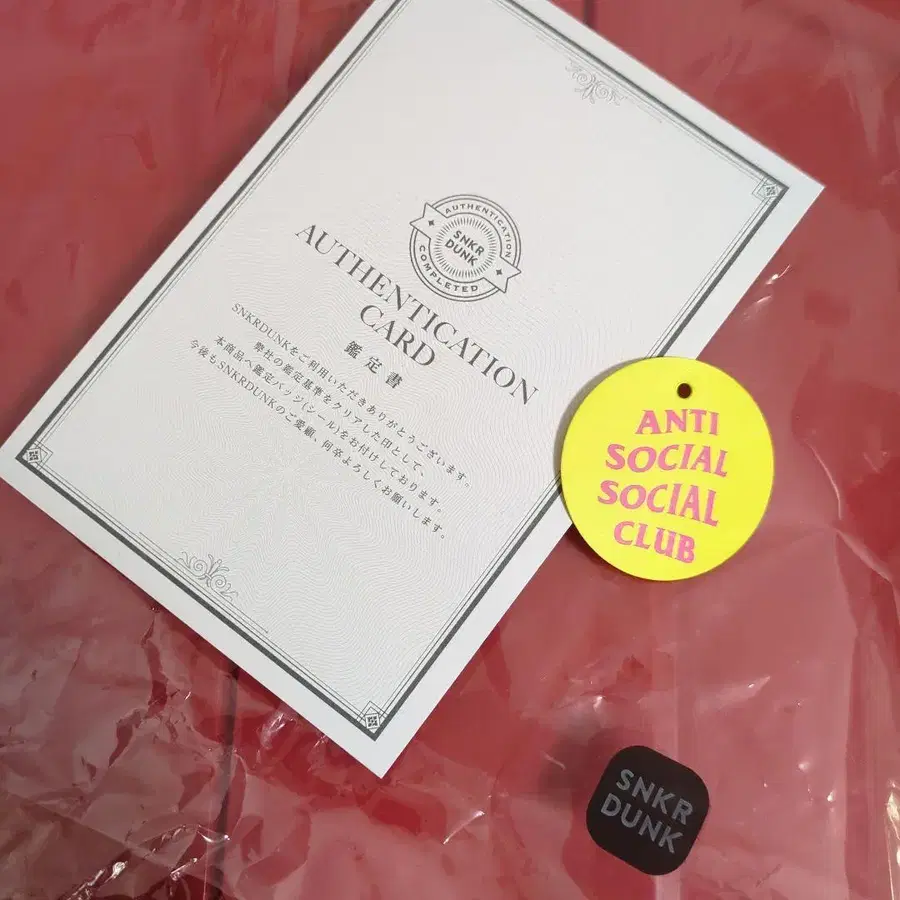 AUTHENTICATION
SNKR
DUNK
COMPLETED
AUTHENTICATION
CARD
鑑定書
SNKRDUNKをご利用いただきありがとうございます。
弊社の鑑定基準をクリアした印として、
本商品へ鑑定バッジ(シール)をお付けしております。
今後もSNKRDUNKのご愛顧、何卒よろしくお願いします。
ANTI
SOCIAL
SOCIAL
CLUB
SNKR
DUNK